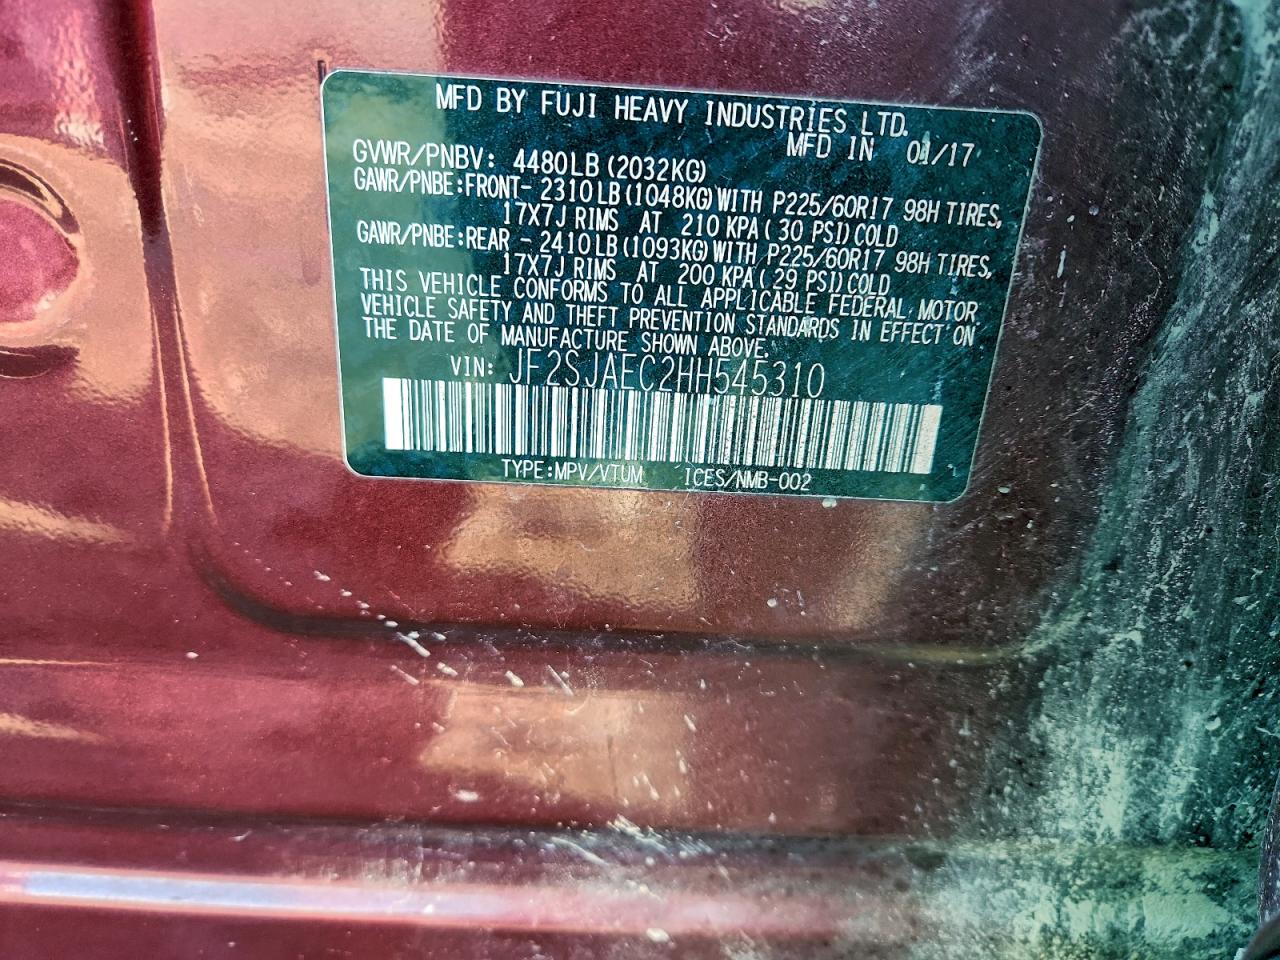 MFD BY FUJI HEAVY INDUSTRIES LTD.
MFD IN 01/17
GVWR/PNBV: 4480LB (2032KG)
GAWR/PNBE:FRONT- 2310LB(1048KG)WITH P225/60R17 98H TIRES,
17X7J RIMS AT 210 KPA( 30 PSI)COLD
GAWR/PNBE:REAR - 2410LB(1093KG)WITH P225/60R17 98H TIRES,
17X7J RIMS AT 200 KPA( 29 PSI)COLD
THIS VEHICLE CONFORMS TO ALL APPLICABLE FEDERAL MOTOR
VEHICLE SAFETY AND THEFT PREVENTION STANDARDS IN EFFECT ON
THE DATE OF MANUFACTURE SHOWN ABOVE.
VIN: JF2SJAEC2HH545310
TYPE:MPV/VTUM ICES/NMB-002